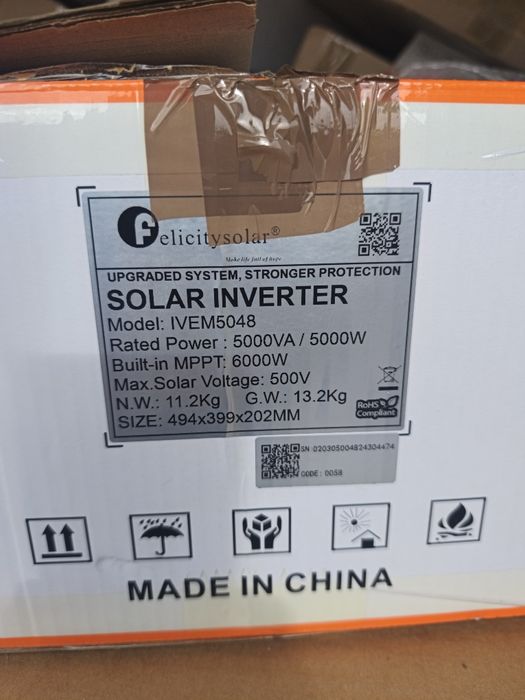 felicitysolar®
Make life full of hope
UPGRADED SYSTEM, STRONGER PROTECTION
SOLAR INVERTER
Model: IVEM5048
Rated Power : 5000VA / 5000W
Built-in MPPT: 6000W
Max.Solar Voltage: 500V
N.W.: 11.2Kg G.W.: 13.2Kg
SIZE: 494x399x202MM
RoHS
Compliant
SN:020305004824304474
CODE: 0058
MADE IN CHINA